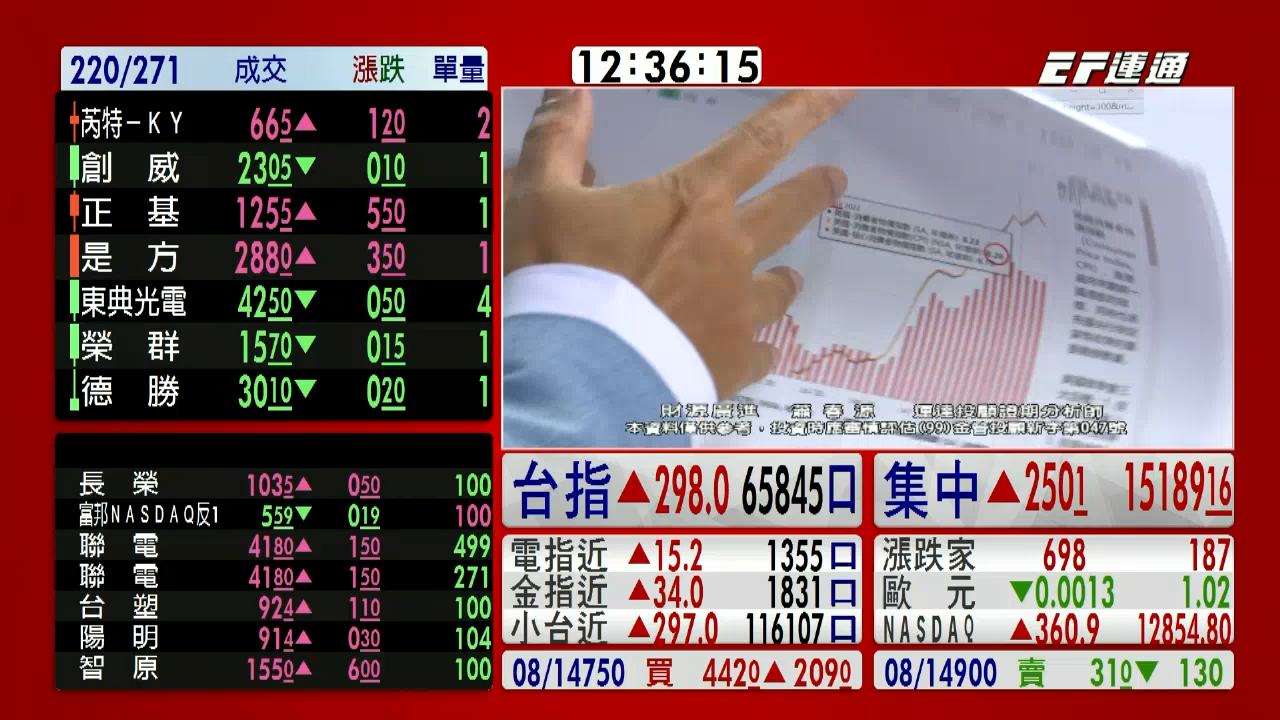 220/271 成交 漲跌 單量
12:36:15
EF運通
芮特-KY 665▲ 120 2
創威 2305▼ 010 1
正基 1255▲ 550 1
是方 2880▲ 350 1
東典光電 4250▼ 050 4
榮群 1570▼ 015 1
德勝 3010▼ 020 1
財源廣進 蕭春源 運達投顧證期分析師
本資料僅供參考,投資時應審慎評估(99)金管投顧新字第047號
長榮 1035▲ 050 100
富邦NASDAQ反1 559▼ 019 100
聯電 4180▲ 150 499
聯電 4180▲ 150 271
台塑 924▲ 110 100
陽明 914▲ 030 104
智原 1550▲ 600 100
台指▲298.0 65845口
集中▲2501 1518916
電指近▲15.2 1355口
金指近▲34.0 1831口
小台近▲297.0 116107口
漲跌家 698 187
歐元▼0.0013 1.02
NASDAQ▲360.9 12854.80
08/14750 買 4420▲2090
08/14900 賣 310▼ 130